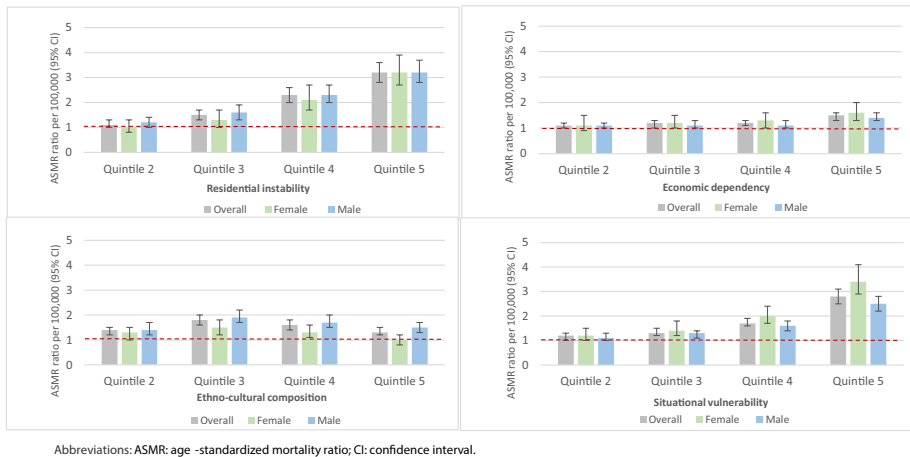 ASMR ratio per 100,000 (95% CI)
5
4
3
2
1
0
Quintile 2 Quintile 3 Quintile 4 Quintile 5
Residential instability
Overall Female Male
ASMR ratio per 100,000 (95% CI)
5
4
3
2
1
0
Quintile 2 Quintile 3 Quintile 4 Quintile 5
Economic dependency
Overall Female Male
ASMR ratio per 100,000 (95% CI)
5
4
3
2
1
0
Quintile 2 Quintile 3 Quintile 4 Quintile 5
Ethno-cultural composition
Overall Female Male
ASMR ratio per 100,000 (95% CI)
5
4
3
2
1
0
Quintile 2 Quintile 3 Quintile 4 Quintile 5
Situational vulnerability
Overall Female Male
Abbreviations: ASMR: age -standardized mortality ratio; CI: confidence interval.